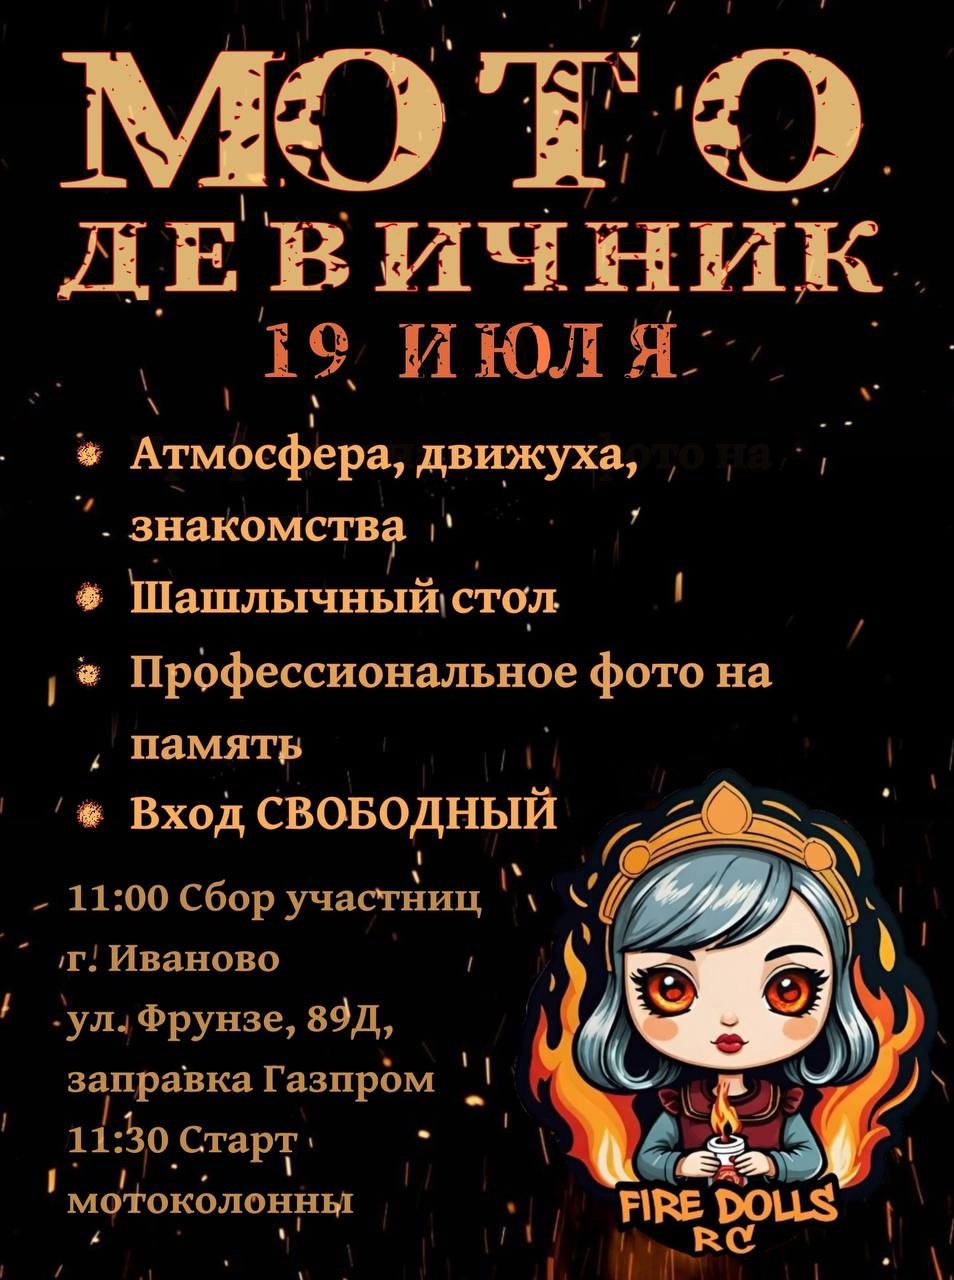 МОТО
ДЕВИЧНИК
19 ИЮЛЯ
Атмосфера, движуха,
знакомства
Шашлычный стол
Профессиональное фото на
память
Вход СВОБОДНЫЙ
11:00 Сбор участниц
г. Иваново
ул. Фрунзе, 89Д,
заправка Газпром
11:30 Старт
мотоколонны
FIRE DOLLS
RC